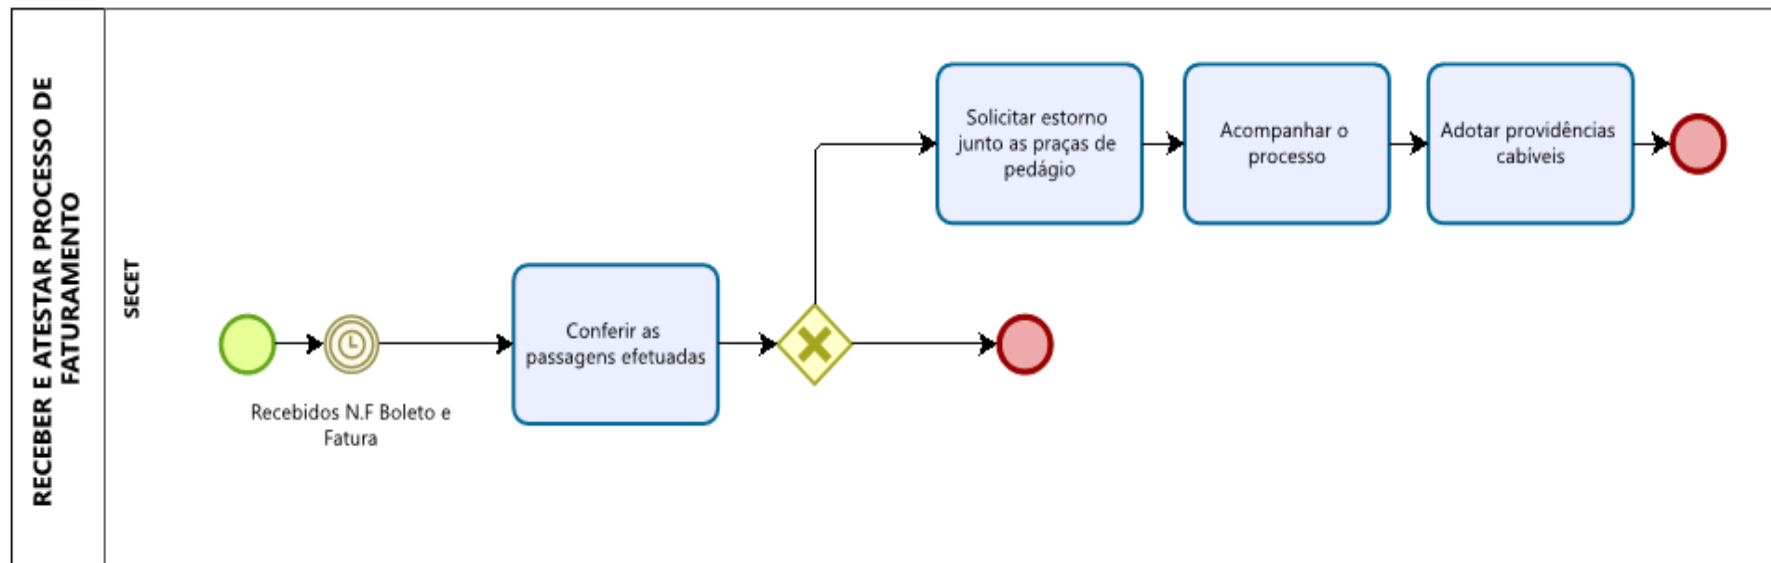 RECEBER E ATESTAR PROCESSO DE
FATURAMENTO
SECET
Recebidos N.F Boleto e
Fatura
Conferir as
passagens efetuadas
Solicitar estorno
junto as praças de
pedágio
Acompanhar o
processo
Adotar providências
cabíveis